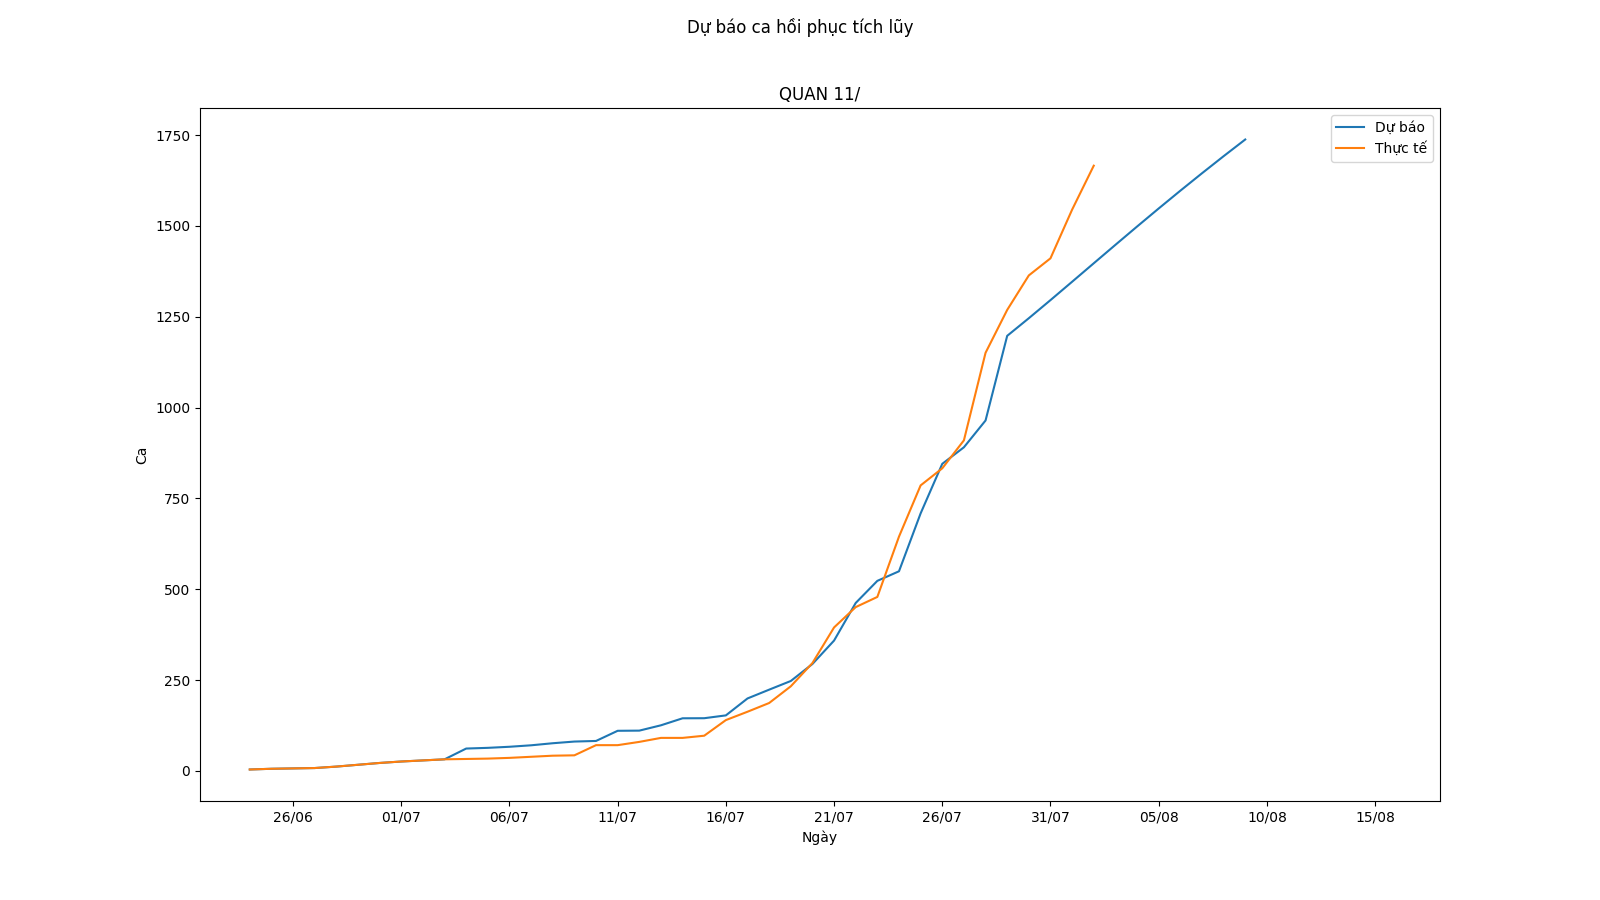 Dự báo ca hồi phục tích lũy
QUAN 11/
Dự báo
Thực tế
1750
1500
1250
1000
750
500
250
0
Ca
26/06 01/07 06/07 11/07 16/07 21/07 26/07 31/07 05/08 10/08 15/08
Ngày